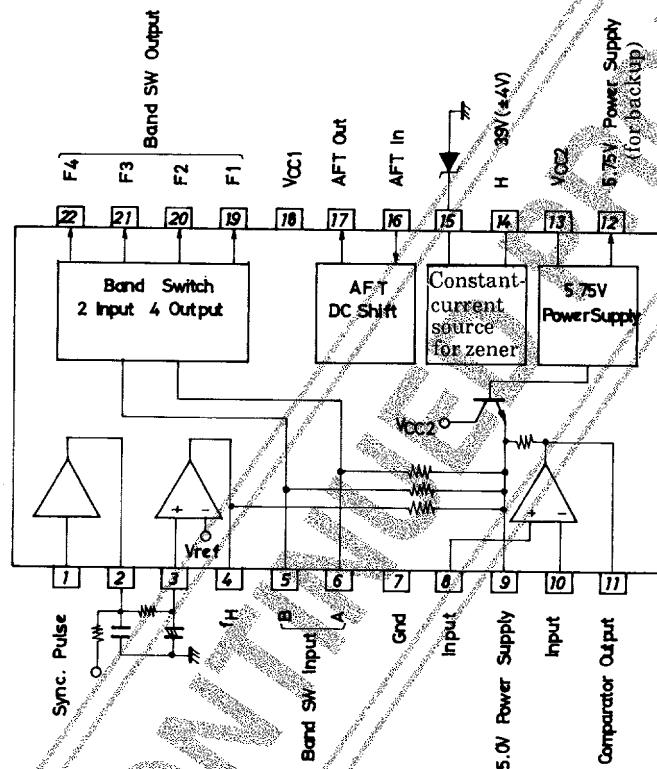 Band SW Output
F4
F3
F2
F1
VCC1
AFT Out
AFT In
H 39V(±4V)
VCC2
5.75V Power Supply
(for backup)
22
21
20
19
18
17
16
15
14
13
12
Band Switch
2 Input 4 Output
AFT
DC Shift
Constant-
current
source
for zener
5.75V
Power Supply
VCC2
+
-
Vref
+
-
1
2
3
4
5
6
7
8
9
10
11
Sync. Pulse
fH
B
A
Band SW Input
Gnd
Input
5.0V Power Supply
Input
Comparator Output